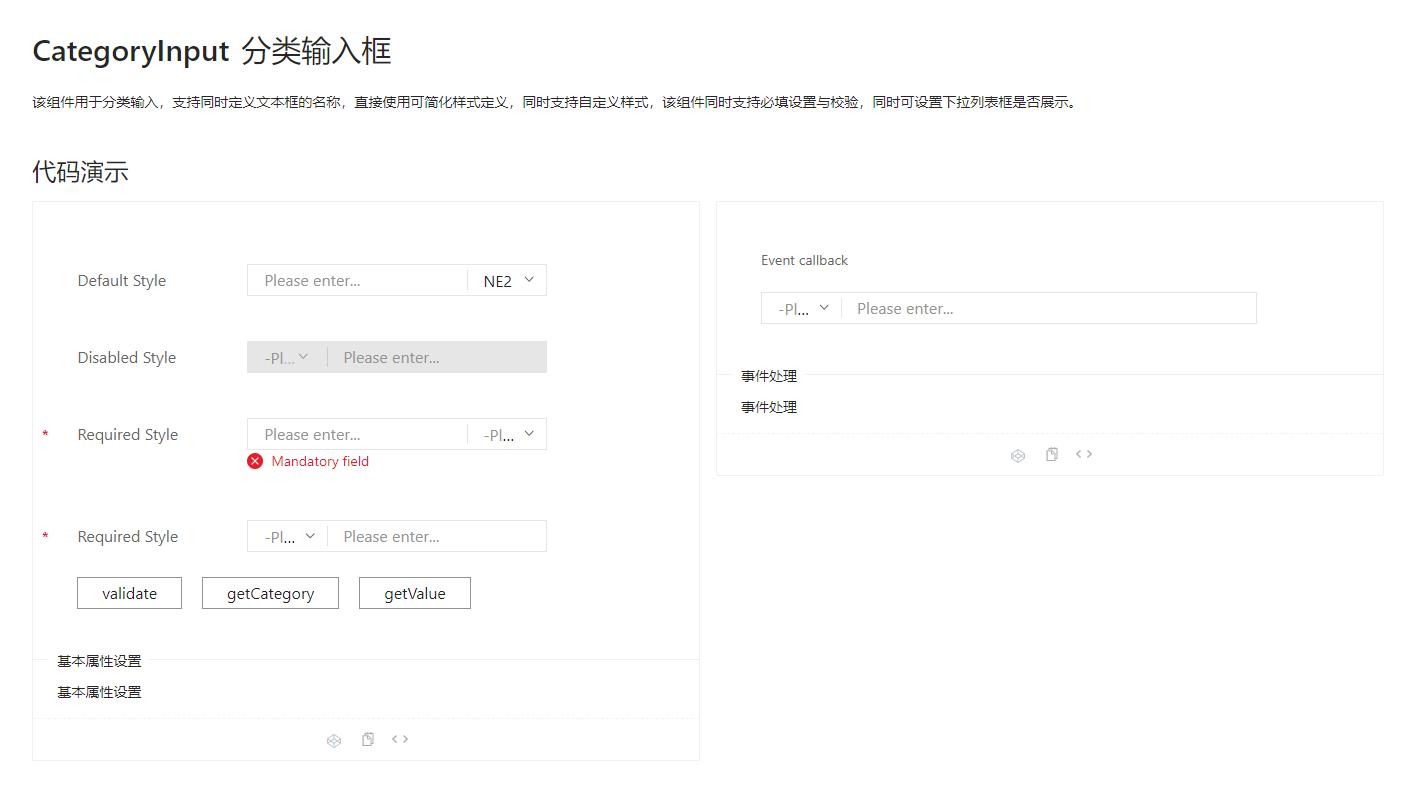 CategoryInput 分类输入框
该组件用于分类输入，支持同时定义文本框的名称，直接使用可简化样式定义，同时支持自定义样式，该组件同时支持必填设置与校验，同时可设置下拉列表框是否展示。
代码演示
Default Style
Please enter...
NE2
Disabled Style
-Pl...
Please enter...
* Required Style
Please enter...
-Pl...
Mandatory field
* Required Style
-Pl...
Please enter...
validate
getCategory
getValue
基本属性设置
基本属性设置
Event callback
-Pl...
Please enter...
事件处理
事件处理